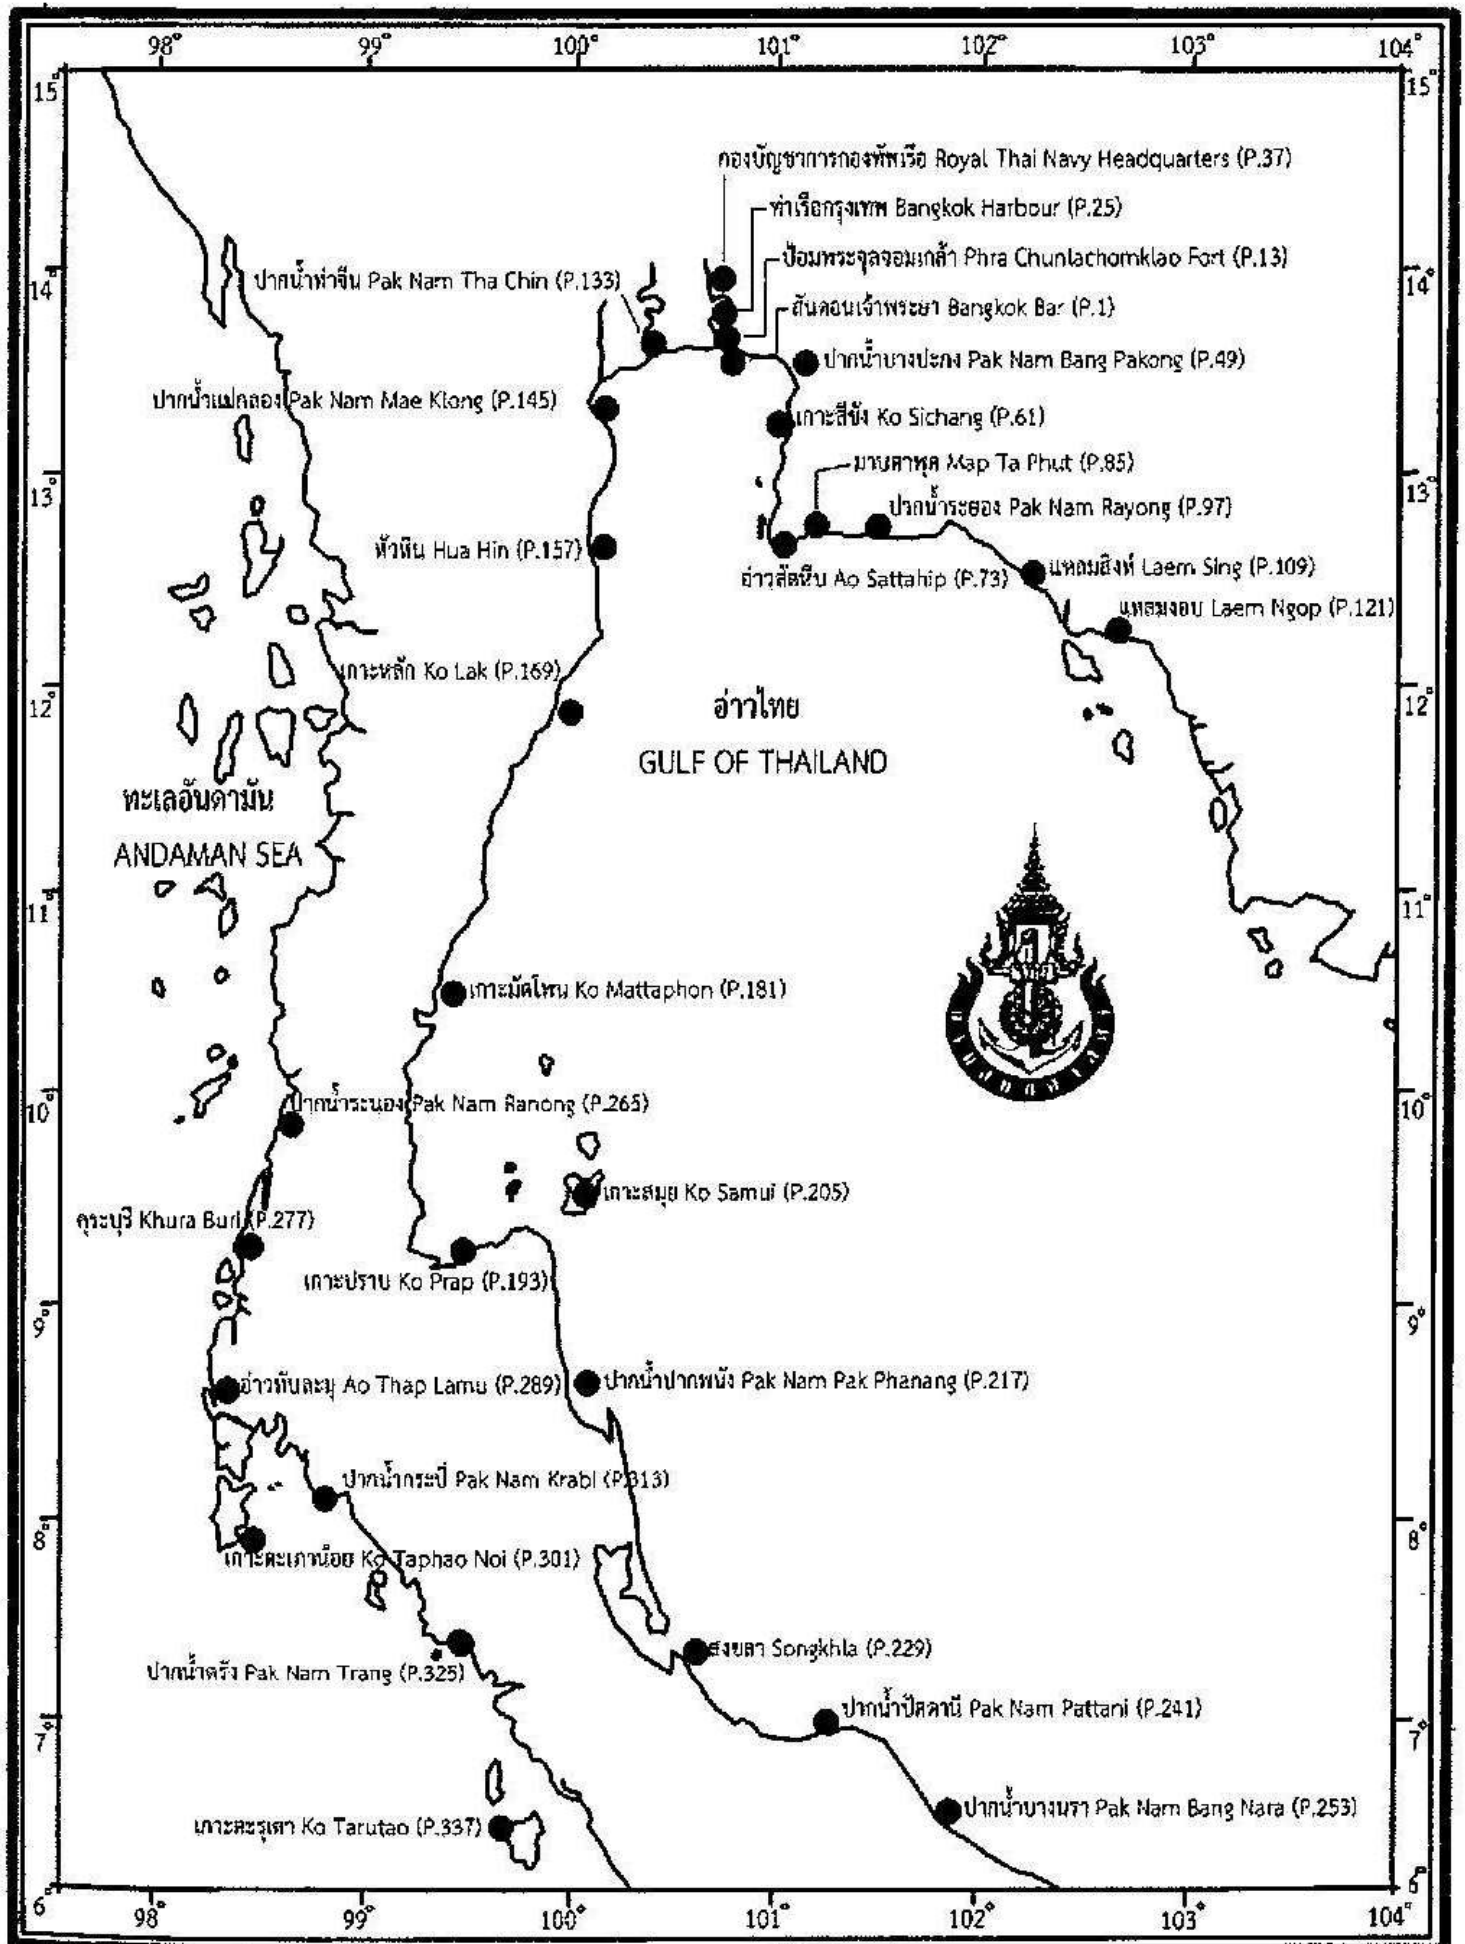 98° 99° 100° 101° 102° 103° 104°
15° 15°
กองบัญชาการกองทัพเรือ Royal Thai Navy Headquarters (P.37)
ท่าเรือกรุงเทพ Bangkok Harbour (P.25)
ป้อมพระจุลจอมเกล้า Phra Chunlachomklao Fort (P.13)
14° 14°
ปากน้ำท่าจีน Pak Nam Tha Chin (P.133)
สันดอนเจ้าพระยา Bangkok Bar (P.1)
ปากน้ำบางปะกง Pak Nam Bang Pakong (P.49)
ปากน้ำแม่กลอง Pak Nam Mae Klong (P.145)
เกาะสีชัง Ko Sichang (P.61)
มาบตาพุด Map Ta Phut (P.85)
13° 13°
ปากน้ำระยอง Pak Nam Rayong (P.97)
หัวหิน Hua Hin (P.157)
อ่าวสัตหีบ Ao Sattahip (P.73)
แหลมสิงห์ Laem Sing (P.109)
แหลมงอบ Laem Ngop (P.121)
เกาะหลัก Ko Lak (P.169)
12° 12°
อ่าวไทย
GULF OF THAILAND
ทะเลอันดามัน
ANDAMAN SEA
11° 11°
เกาะมัตโพน Ko Mattaphon (P.181)
10° 10°
ปากน้ำระนอง Pak Nam Ranong (P.265)
เกาะสมุย Ko Samui (P.205)
คุระบุรี Khura Buri (P.277)
เกาะปราบ Ko Prap (P.193)
9° 9°
อ่าวทับละมุ Ao Thap Lamu (P.289)
ปากน้ำปากพนัง Pak Nam Pak Phanang (P.217)
ปากน้ำกระบี่ Pak Nam Krabi (P.313)
8° 8°
เกาะตะเภาน้อย Ko Taphao Noi (P.301)
สงขลา Songkhla (P.229)
ปากน้ำตรัง Pak Nam Trang (P.325)
ปากน้ำปัตตานี Pak Nam Pattani (P.241)
7° 7°
ปากน้ำบางนรา Pak Nam Bang Nara (P.253)
เกาะตะรุเตา Ko Tarutao (P.337)
6° 6°
98° 99° 100° 101° 102° 103° 104°